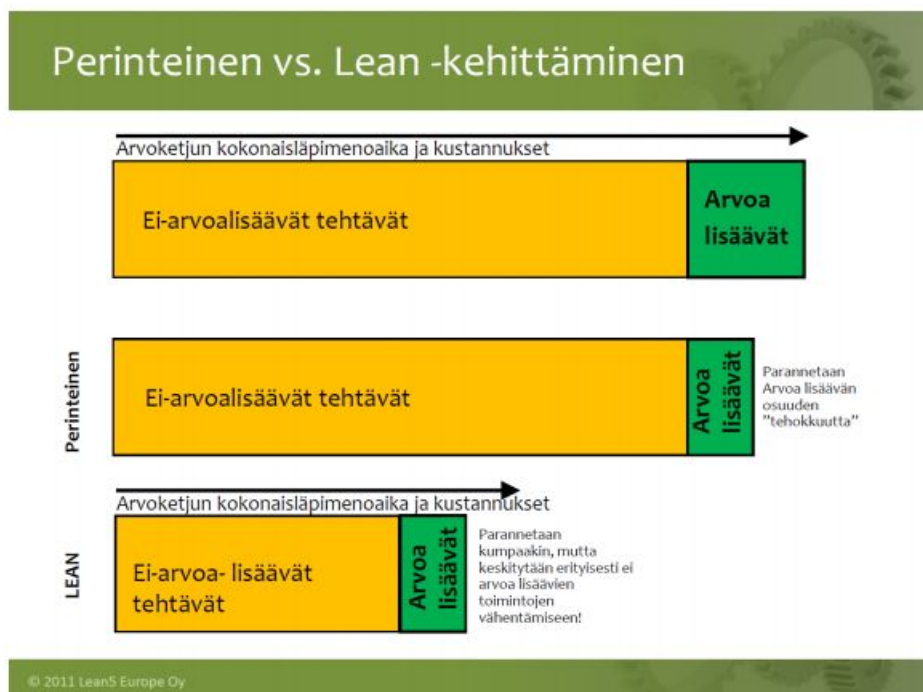 Perinteinen vs. Lean -kehittäminen
Arvoketjun kokonaisläpimenoaika ja kustannukset
Ei-arvoalisäävät tehtävät
Arvoa
lisäävät
Perinteinen
Ei-arvoalisäävät tehtävät
Arvoa
lisäävät
Parannetaan
Arvoa lisäävän
osuuden
"tehokkuutta"
Arvoketjun kokonaisläpimenoaika ja kustannukset
LEAN
Ei-arvoa- lisäävät
tehtävät
Arvoa
lisäävät
Parannetaan
kumpaakin, mutta
keskitytään erityisesti ei
arvoa lisäävien
toimintojen
vähentämiseen!
© 2011 Lean5 Europe Oy